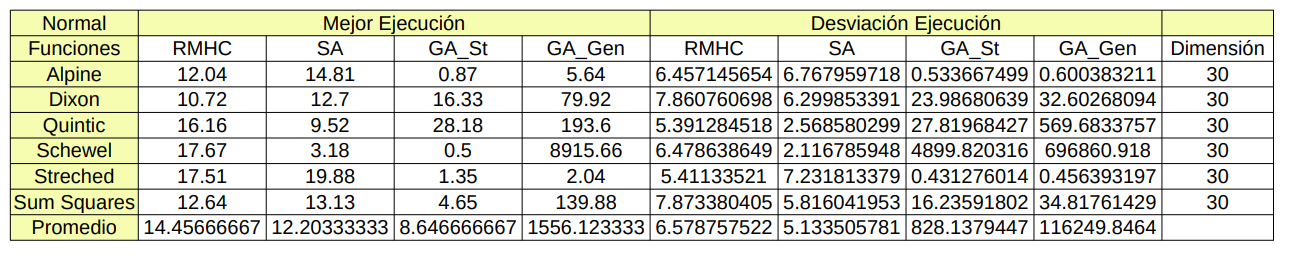 Normal Mejor Ejecución Desviación Ejecución
Funciones RMHC SA GA_St GA_Gen RMHC SA GA_St GA_Gen Dimensión
Alpine 12.04 14.81 0.87 5.64 6.457145654 6.767959718 0.533667499 0.600383211 30
Dixon 10.72 12.7 16.33 79.92 7.860760698 6.299853391 23.98680639 32.60268094 30
Quintic 16.16 9.52 28.18 193.6 5.391284518 2.568580299 27.81968427 569.6833757 30
Schewel 17.67 3.18 0.5 8915.66 6.478638649 2.116785948 4899.820316 696860.918 30
Streched 17.51 19.88 1.35 2.04 5.41133521 7.231813379 0.431276014 0.456393197 30
Sum Squares 12.64 13.13 4.65 139.88 7.873380405 5.816041953 16.23591802 34.81761429 30
Promedio 14.45666667 12.20333333 8.646666667 1556.123333 6.578757522 5.133505781 828.1379447 116249.8464